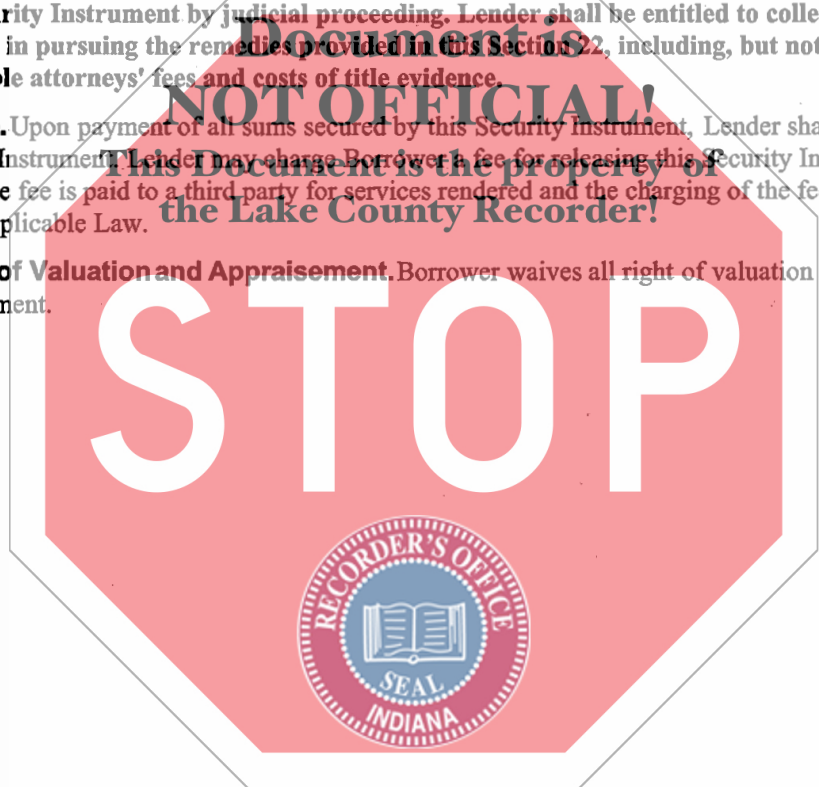 rity Instrument by judicial proceeding. Lender shall be entitled to colle
Document is
in pursuing the remedies provided in this Section 22, including, but not
le attorneys' fees and costs of title evidence.
NOT OFFICIAL!
. Upon payment of all sums secured by this Security Instrument, Lender sha
This Document is the property of
Instrument. Lender may charge Borrower a fee for releasing this Security In
e fee is paid to a third party for services rendered and the charging of the fe
the Lake County Recorder!
plicable Law.
of Valuation and Appraisement. Borrower waives all right of valuation
ment.
STOP
RECORDER'S OFFICE
SEAL
INDIANA